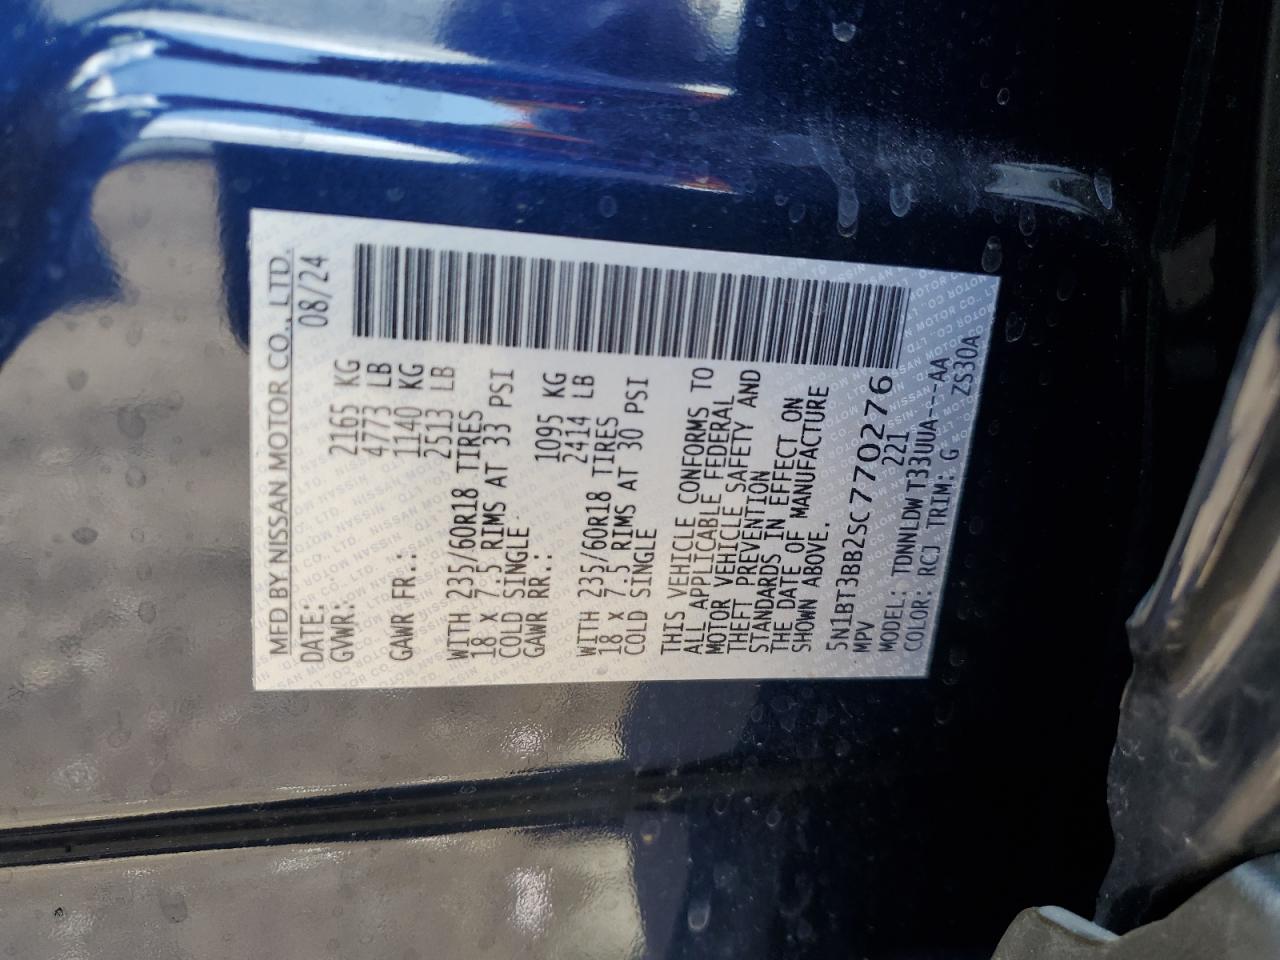 MFD BY NISSAN MOTOR CO., LTD.
DATE: 08/24
GVWR: 2165 KG
4773 LB
GAWR FR.: 1140 KG
2513 LB
WITH 235/60R18 TIRES
18 X 7.5 RIMS AT 33 PSI
COLD SINGLE
GAWR RR.: 1095 KG
2414 LB
WITH 235/60R18 TIRES
18 X 7.5 RIMS AT 30 PSI
COLD SINGLE
THIS VEHICLE CONFORMS TO
ALL APPLICABLE FEDERAL
MOTOR VEHICLE SAFETY AND
THEFT PREVENTION
STANDARDS IN EFFECT ON
THE DATE OF MANUFACTURE
SHOWN ABOVE.
5N1BT3BB2SC770276
MPV 221
MODEL: TDNNLDWT33UUA---AA
COLOR: RCJ TRIM: G ZS30A